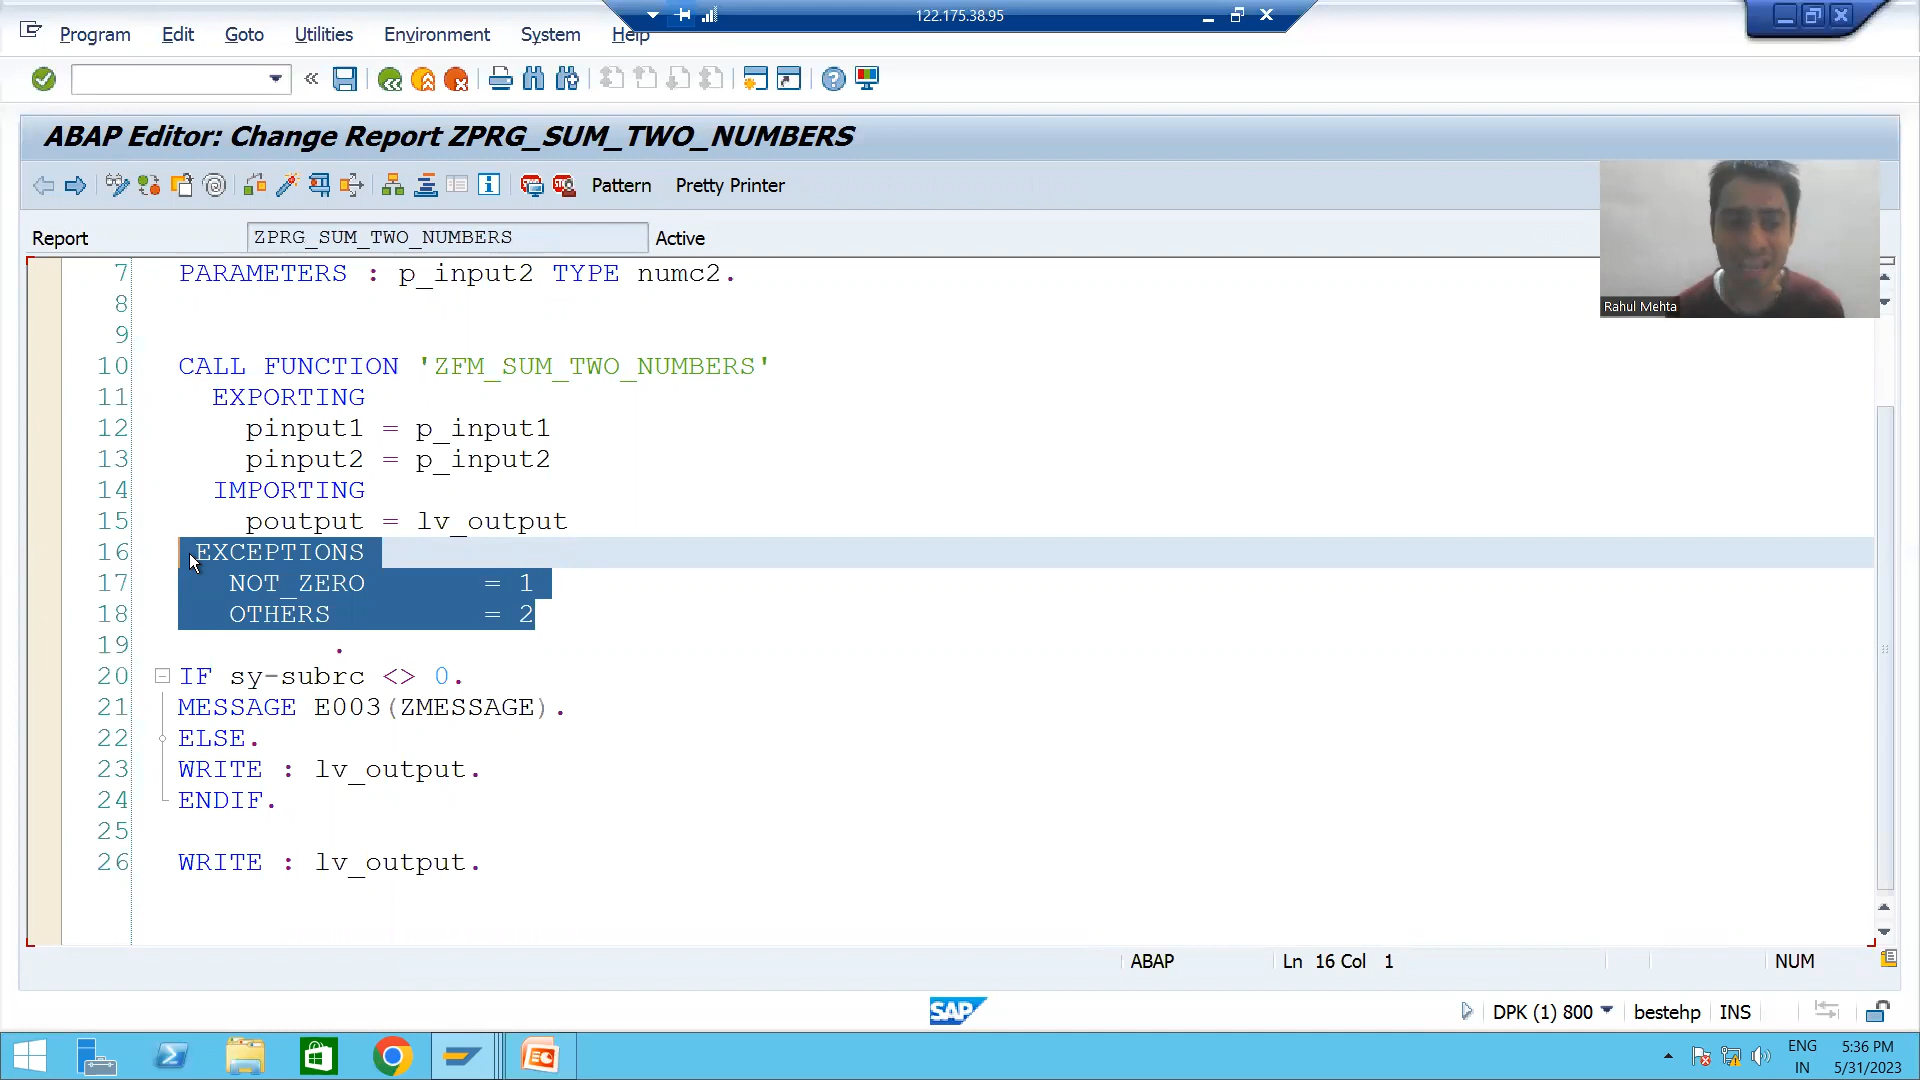 122.175.38.95
Program Edit Goto Utilities Environment System Help
ABAP Editor: Change Report ZPRG_SUM_TWO_NUMBERS
Pattern Pretty Printer
Report ZPRG_SUM_TWO_NUMBERS Active
Rahul Mehta
7 PARAMETERS : p_input2 TYPE numc2.
8
9
10 CALL FUNCTION 'ZFM_SUM_TWO_NUMBERS'
11 EXPORTING
12 pinput1 = p_input1
13 pinput2 = p_input2
14 IMPORTING
15 poutput = lv_output
16 EXCEPTIONS
17 NOT_ZERO = 1
18 OTHERS = 2
19 .
20 IF sy-subrc <> 0.
21 MESSAGE E003(ZMESSAGE).
22 ELSE.
23 WRITE : lv_output.
24 ENDIF.
25
26 WRITE : lv_output.
ABAP Ln 16 Col 1 NUM
SAP DPK (1) 800 bestehp INS
ENG 5:36 PM
IN 5/31/2023